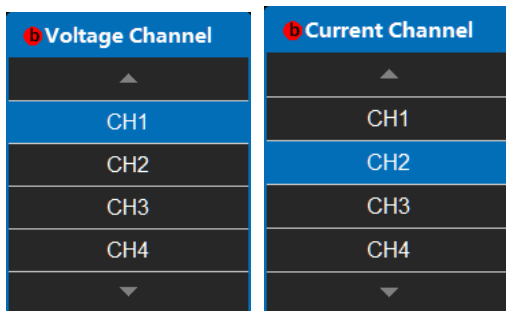 b Voltage Channel
CH1
CH2
CH3
CH4
b Current Channel
CH1
CH2
CH3
CH4